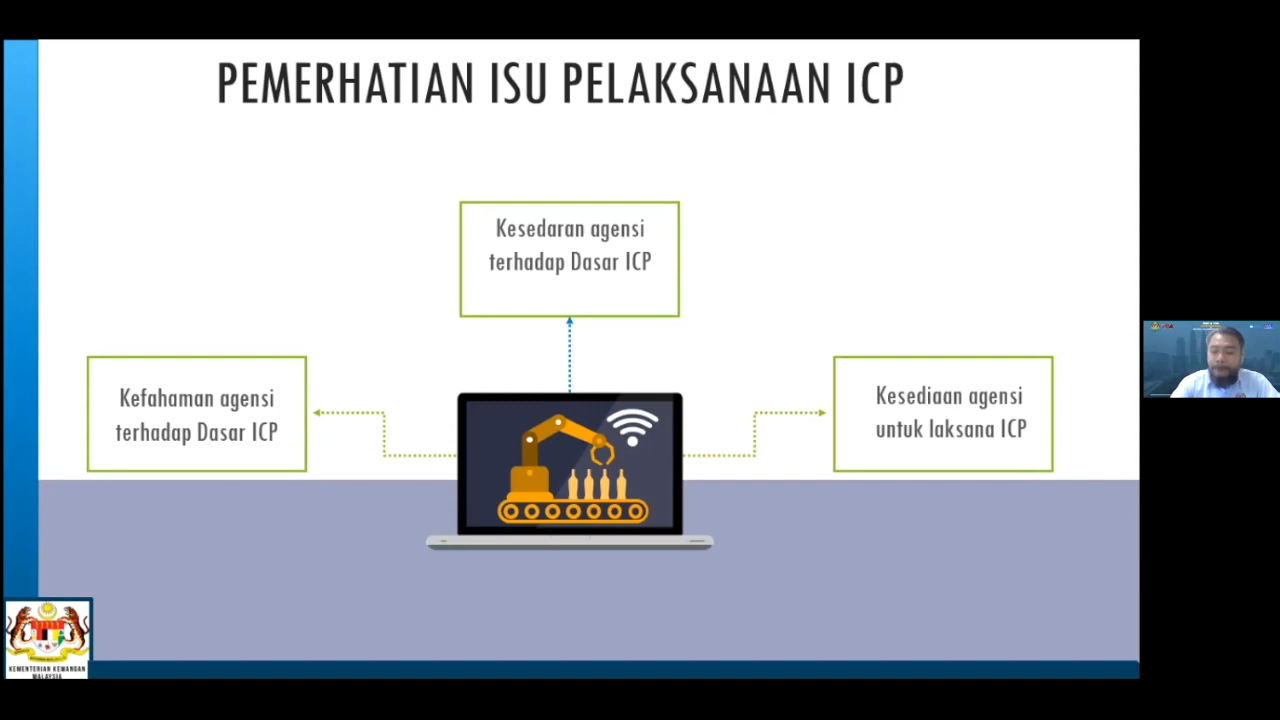 PEMERHATIAN ISU PELAKSANAAN ICP
Kesedaran agensi
terhadap Dasar ICP
Kefahaman agensi
terhadap Dasar ICP
Kesediaan agensi
untuk laksana ICP
KEMENTERIAN KEWANGAN
MALAYSIA